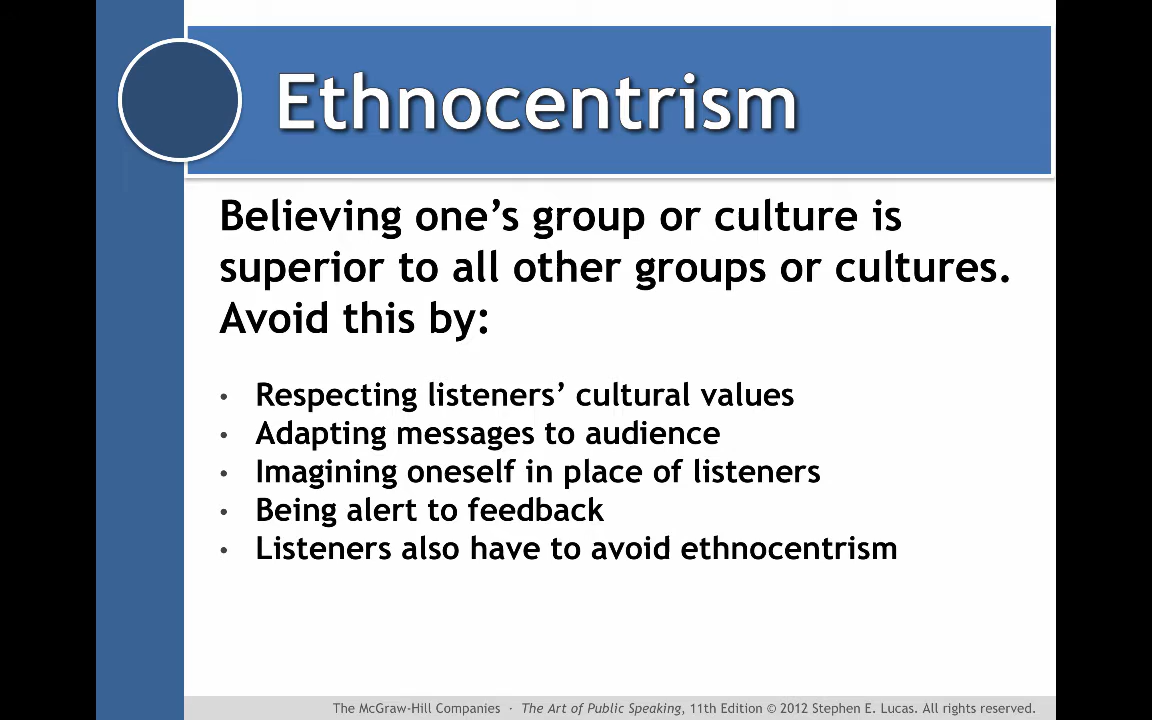 Ethnocentrism
Believing one’s group or culture is
superior to all other groups or cultures.
Avoid this by:
• Respecting listeners’ cultural values
• Adapting messages to audience
• Imagining oneself in place of listeners
• Being alert to feedback
• Listeners also have to avoid ethnocentrism
The McGraw-Hill Companies · The Art of Public Speaking, 11th Edition © 2012 Stephen E. Lucas. All rights reserved.